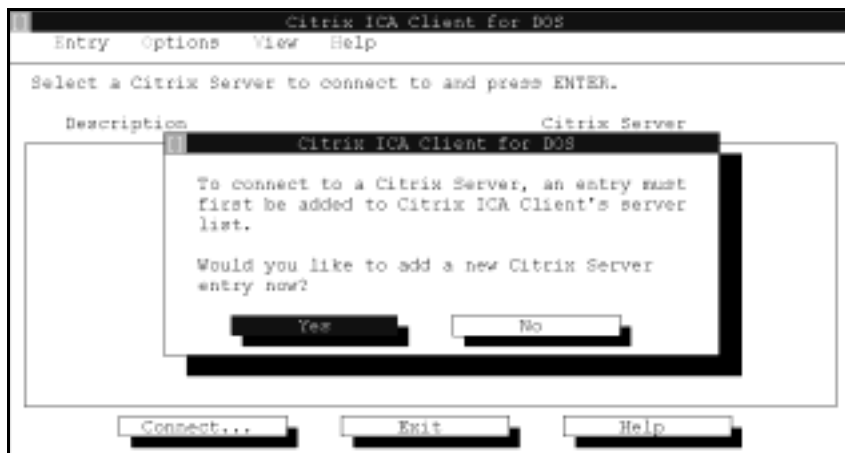 [] Citrix ICA Client for DOS
Entry Options View Help
Select a Citrix Server to connect to and press ENTER.
Description Citrix Server
[] Citrix ICA Client for DOS
To connect to a Citrix Server, an entry must
first be added to Citrix ICA Client's server
list.
Would you like to add a new Citrix Server
entry now?
Yes No
Connect... Exit Help